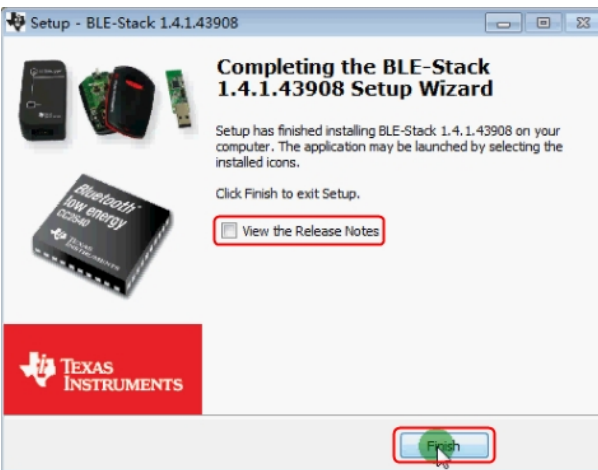 Setup - BLE-Stack 1.4.1.43908
Completing the BLE-Stack
1.4.1.43908 Setup Wizard
Setup has finished installing BLE-Stack 1.4.1.43908 on your
computer. The application may be launched by selecting the
installed icons.
Click Finish to exit Setup.
View the Release Notes
Bluetooth
low energy
CC2540
TEXAS
INSTRUMENTS
TEXAS
INSTRUMENTS
Finish